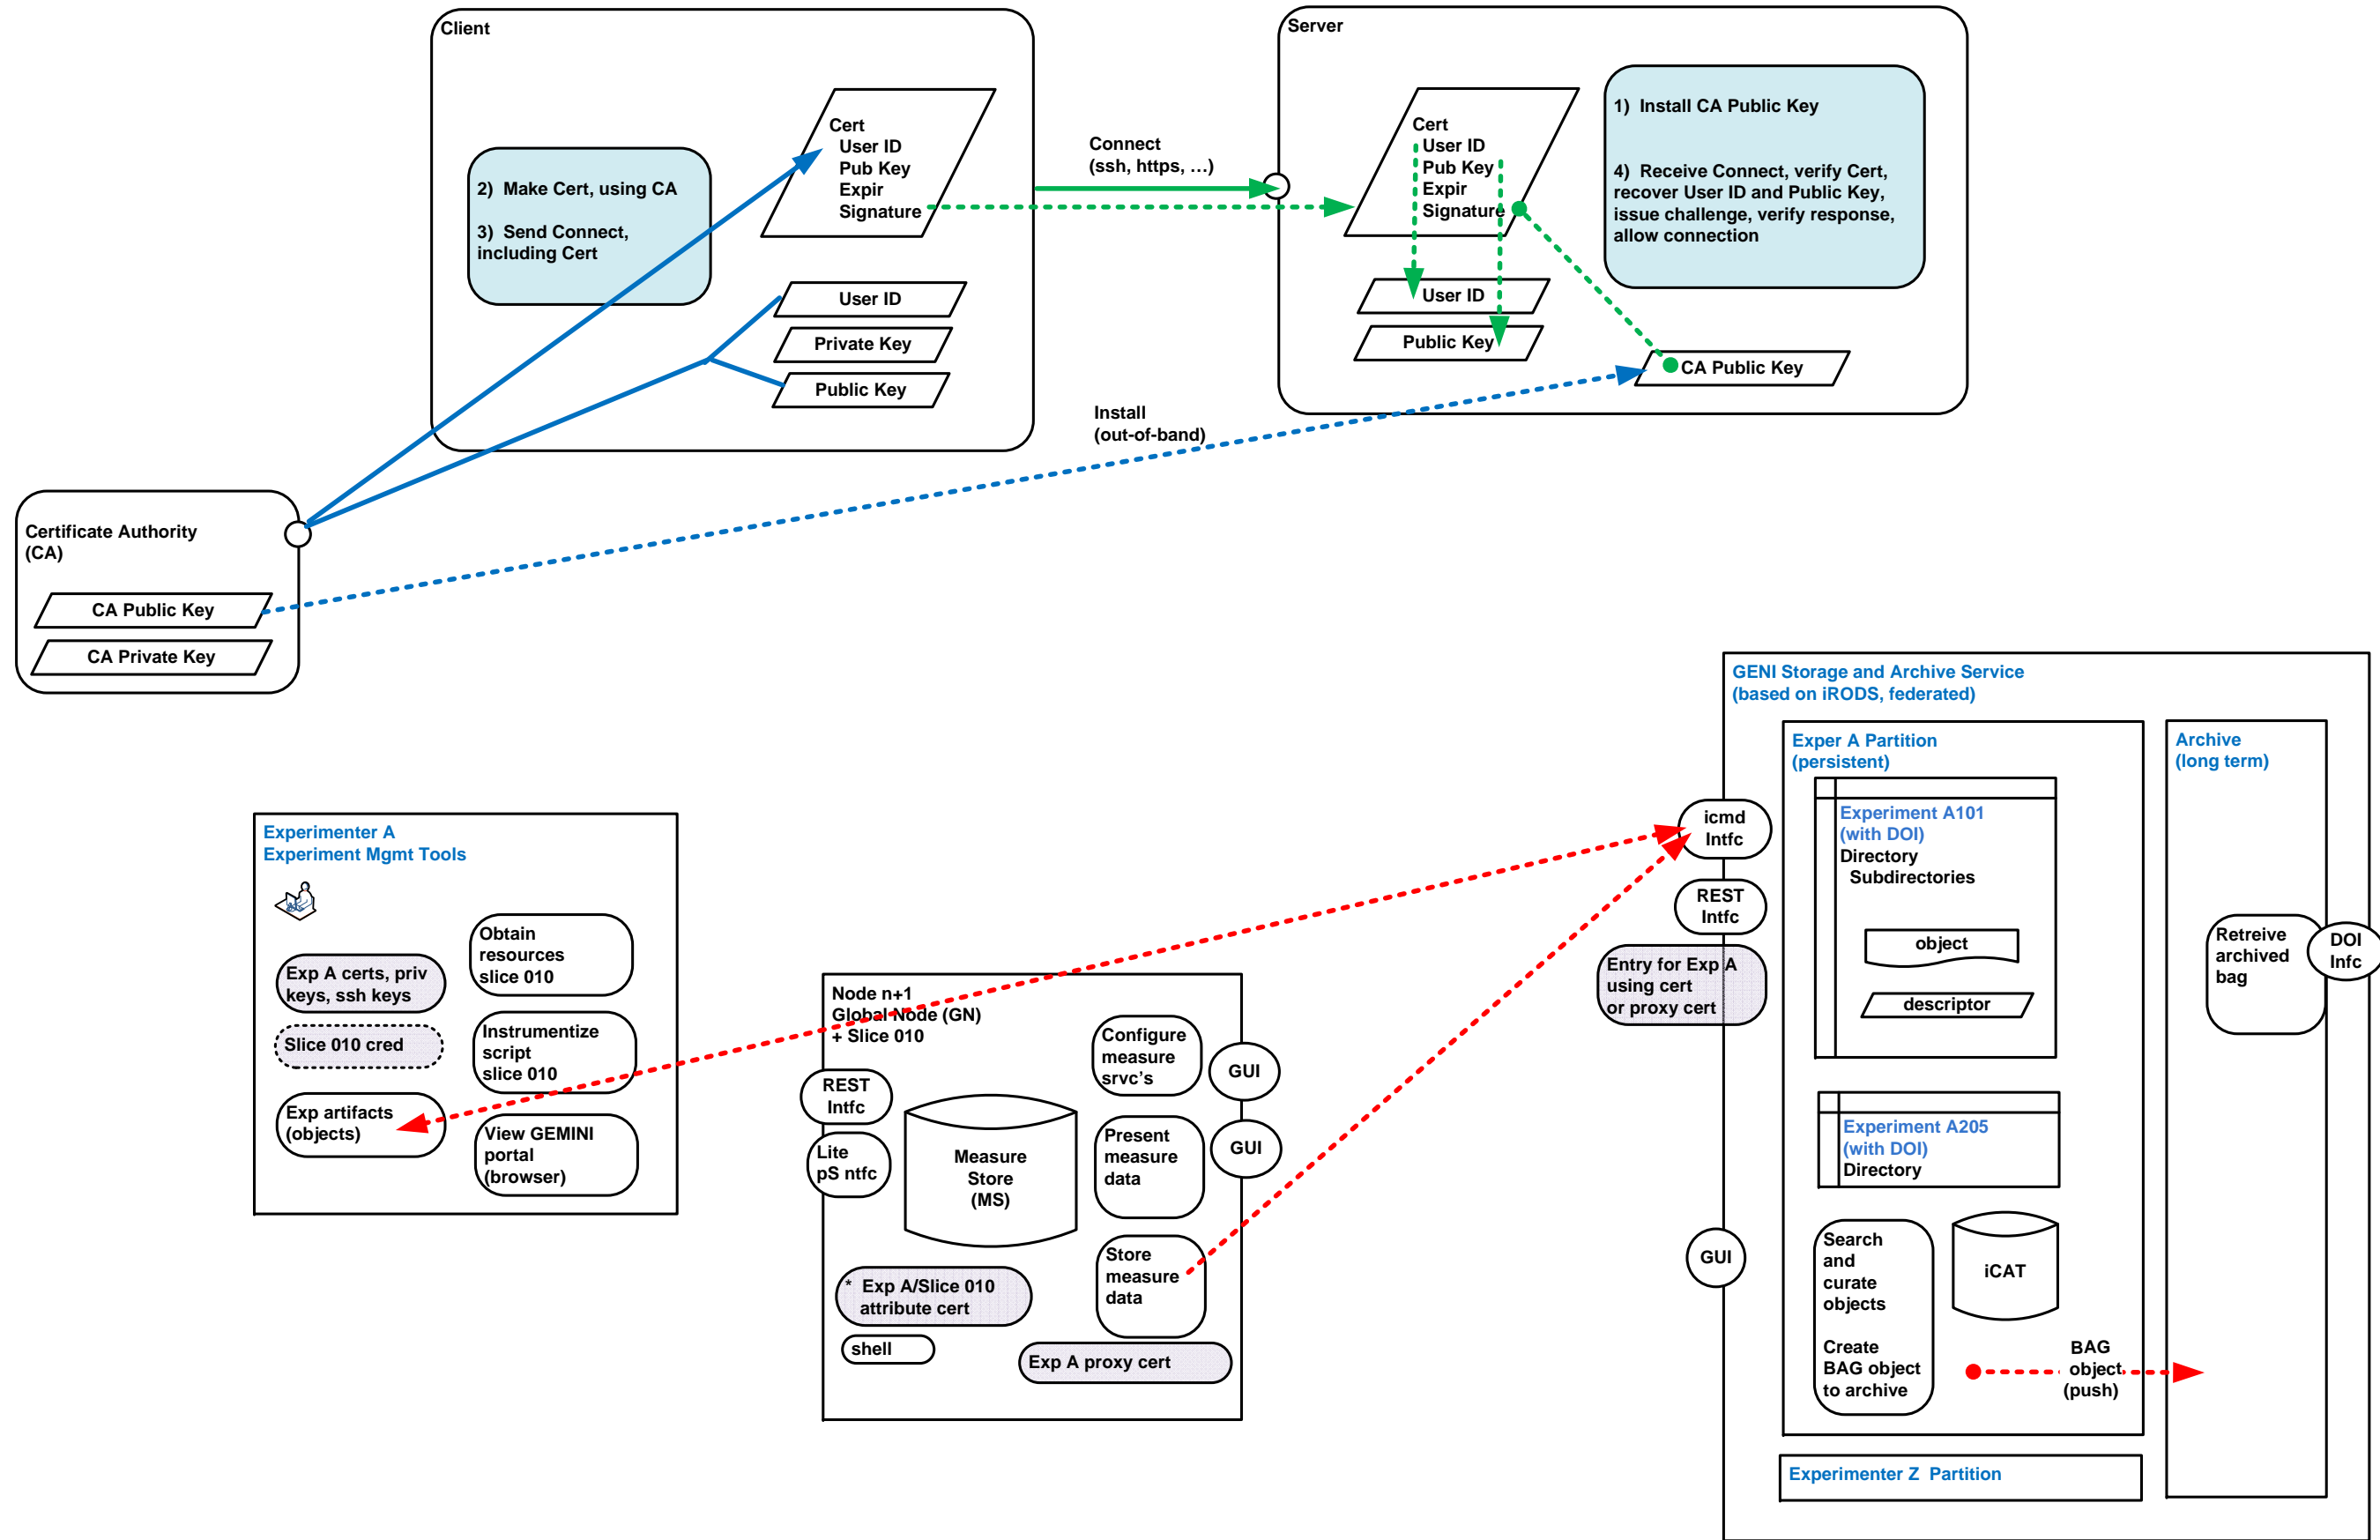 Client
2)  Make Cert, using CA
3)  Send Connect,
including Cert
Cert
User ID
Pub Key
Expir
Signature
User ID
Private Key
Public Key
Connect
(ssh, https, …)
Server
Cert
User ID
Pub Key
Expir
Signature
1)  Install CA Public Key
4)  Receive Connect, verify Cert,
recover User ID and Public Key,
issue challenge, verify response,
allow connection
User ID
Public Key
CA Public Key
Install
(out-of-band)
Certificate Authority
(CA)
CA Public Key
CA Private Key
Experimenter A
Experiment Mgmt Tools
Exp A certs, priv
keys, ssh keys
Slice 010 cred
Exp artifacts
(objects)
Obtain
resources
slice 010
Instrumentize
script
slice 010
View GEMINI
portal
(browser)
Node n+1
Global Node (GN)
+ Slice 010
REST
Intfc
Lite
pS ntfc
Measure
Store
(MS)
Configure
measure
srvc's
GUI
Present
measure
data
GUI
Store
measure
data
*  Exp A/Slice 010
attribute cert
shell
Exp A proxy cert
GENI Storage and Archive Service
(based on iRODS, federated)
icmd
Intfc
REST
Intfc
Entry for Exp A
using cert
or proxy cert
GUI
Exper A Partition
(persistent)
Experiment A101
(with DOI)
Directory
Subdirectories
object
descriptor
Experiment A205
(with DOI)
Directory
Search
and
curate
objects
Create
BAG object
to archive
iCAT
BAG
object
(push)
Archive
(long term)
Retreive
archived
bag
DOI
Infc
Experimenter Z  Partition